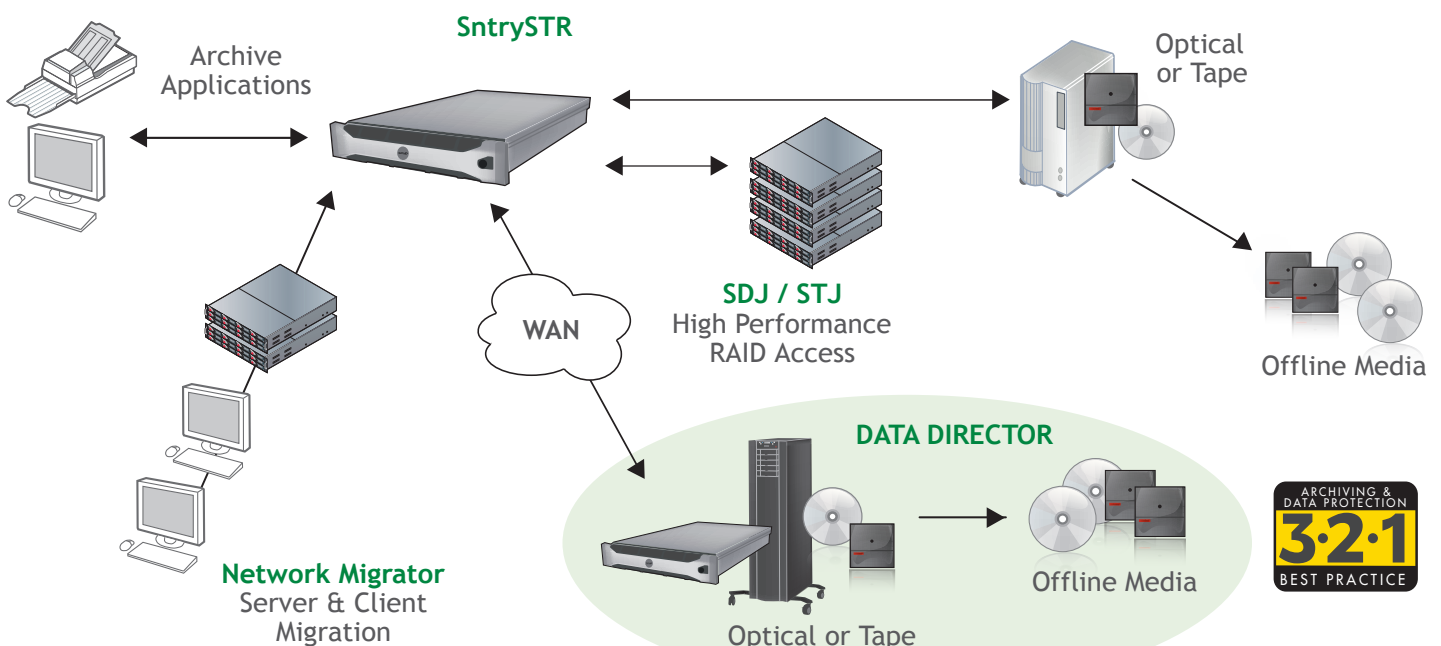 SntrySTR
Archive
Applications
Optical
or Tape
SDJ / STJ
High Performance
RAID Access
WAN
Offline Media
DATA DIRECTOR
Network Migrator
Server & Client
Migration
Optical or Tape
Offline Media
ARCHIVING &
DATA PROTECTION
3·2·1
BEST PRACTICE